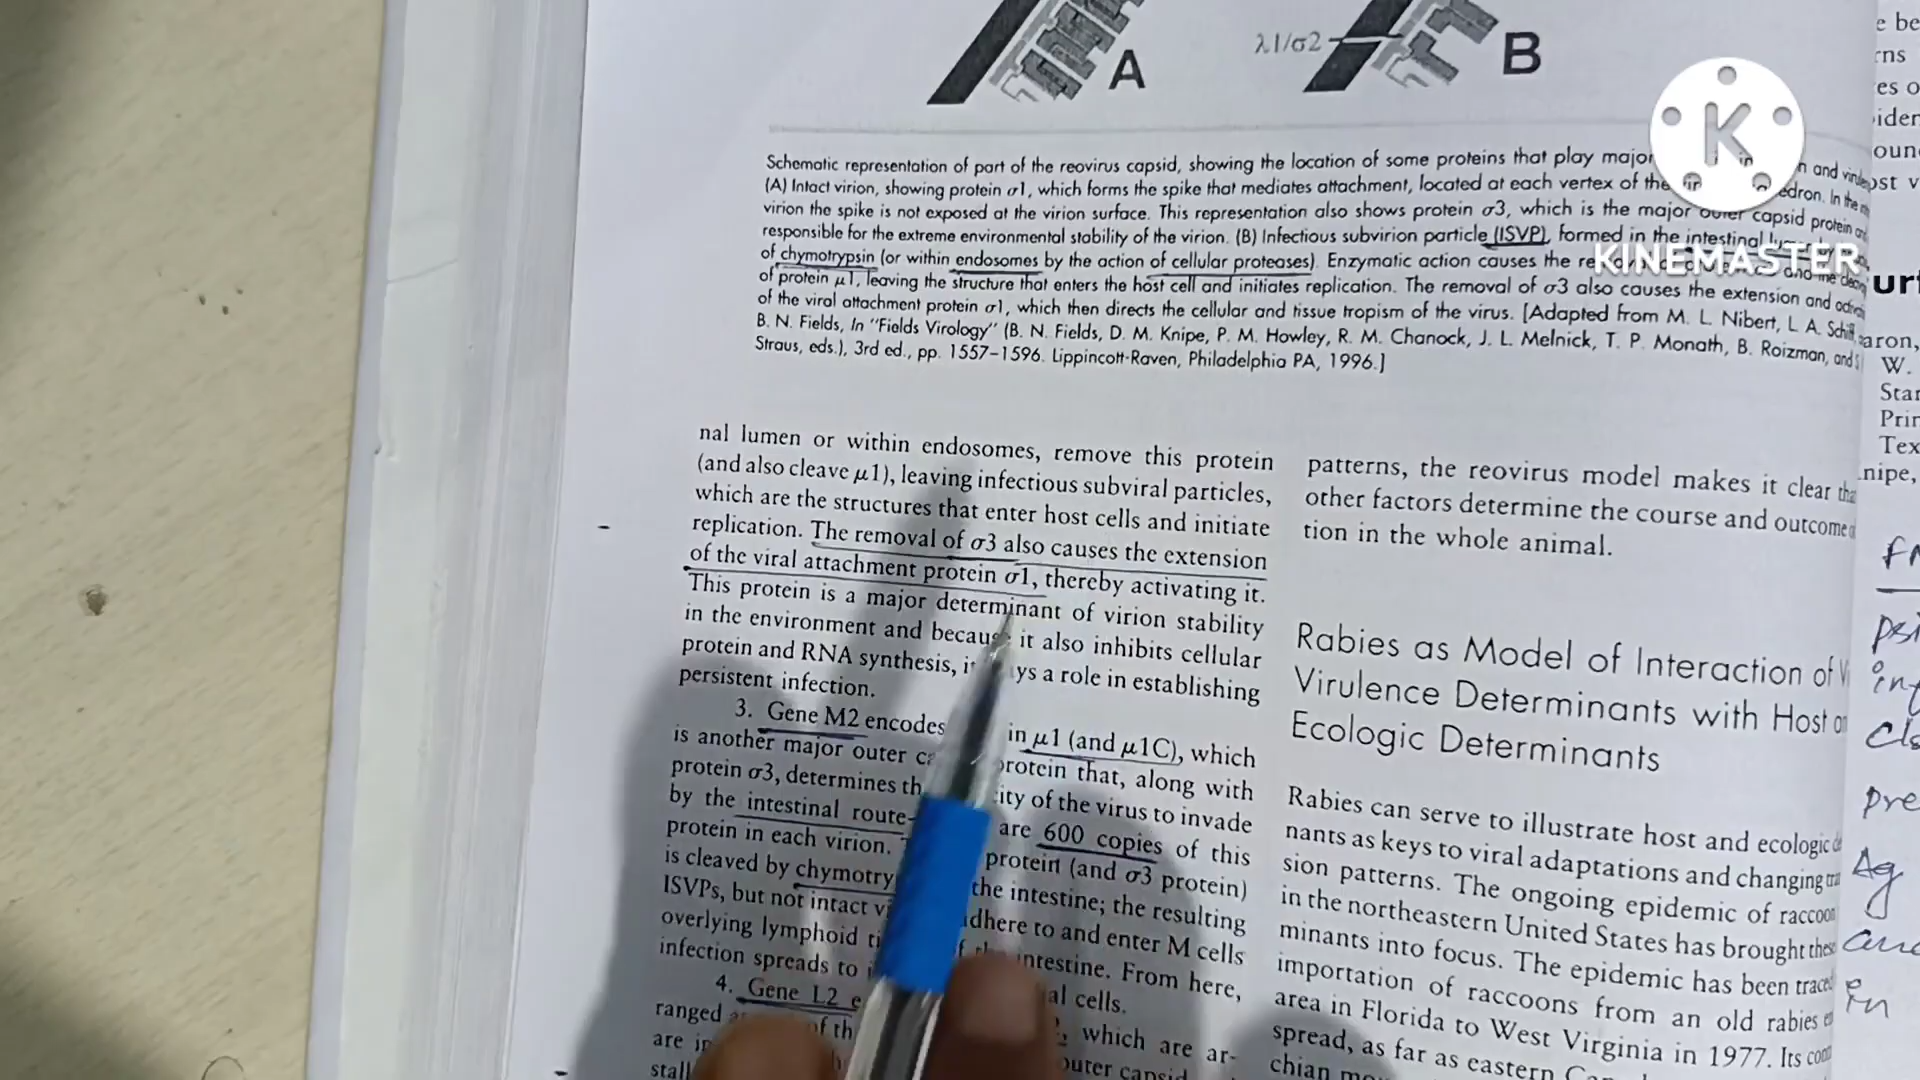 λ1/σ2
A
B
K
KINEMASTER
Schematic representation of part of the reovirus capsid, showing the location of some proteins that play major
(A) Intact virion, showing protein σ1, which forms the spike that mediates attachment, located at each vertex of the
virion the spike is not exposed at the virion surface. This representation also shows protein σ3, which is the major outer capsid protein
responsible for the extreme environmental stability of the virion. (B) Infectious subvirion particle (ISVP), formed in the intestinal
of chymotrypsin (or within endosomes by the action of cellular proteases). Enzymatic action causes the
of protein μ1, leaving the structure that enters the host cell and initiates replication. The removal of σ3 also causes the extension and
of the viral attachment protein σ1, which then directs the cellular and tissue tropism of the virus. [Adapted from M. L. Nibert, L. A. Schiff,
B. N. Fields, In "Fields Virology" (B. N. Fields, D. M. Knipe, P. M. Howley, R. M. Chanock, J. L. Melnick, T. P. Monath, B. Roizman, and S
Straus, eds.), 3rd ed., pp. 1557–1596. Lippincott-Raven, Philadelphia PA, 1996.]
nal lumen or within endosomes, remove this protein
(and also cleave μ1), leaving infectious subviral particles,
which are the structures that enter host cells and initiate
replication. The removal of σ3 also causes the extension
of the viral attachment protein σ1, thereby activating it.
This protein is a major determinant of virion stability
in the environment and because it also inhibits cellular
protein and RNA synthesis, ys a role in establishing
persistent infection.
3. Gene M2 encodes in μ1 (and μ1C), which
is another major outer protein that, along with
protein σ3, determines city of the virus to invade
by the intestinal route- are 600 copies of this
protein in each virion. protein (and σ3 protein)
is cleaved by the intestine; the resulting
ISVPs, but not intact dhere to and enter M cells
overlying lymphoid intestine. From here,
infection spreads to al cells.
4. Gene L2 which are ar-
ranged outer capsid
are
patterns, the reovirus model makes it clear
other factors determine the course and outcome
tion in the whole animal.
Rabies as Model of Interaction of
Virulence Determinants with Host
Ecologic Determinants
Rabies can serve to illustrate host and ecologic
nants as keys to viral adaptations and changing
sion patterns. The ongoing epidemic of raccoon
in the northeastern United States has brought
minants into focus. The epidemic has been traced
importation of raccoons from an old rabies
area in Florida to West Virginia in 1977. Its
spread, as far as eastern
e be
rns
es o
aron,
W.
Star
Prin
Tex
nipe,
pre
Ag
in